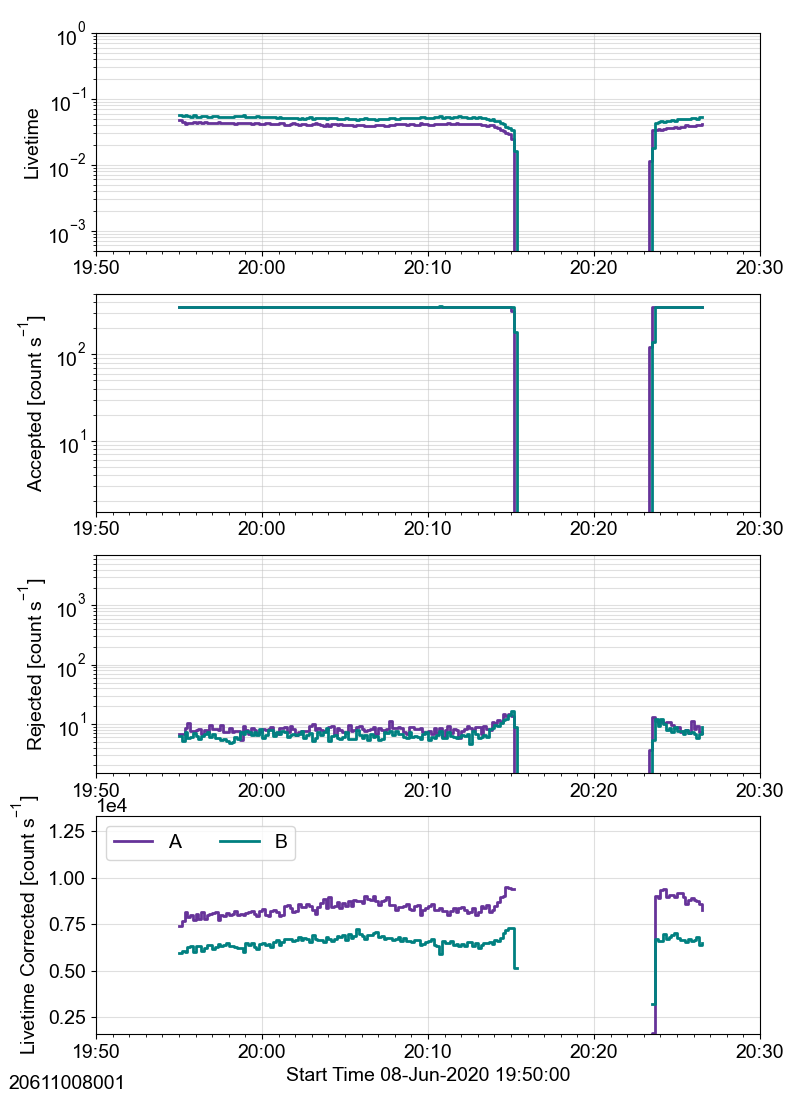 10⁰
10⁻¹
10⁻²
10⁻³
Livetime
19:50 20:00 20:10 20:20 20:30
10²
10¹
Accepted [count s⁻¹]
19:50 20:00 20:10 20:20 20:30
10³
10²
10¹
Rejected [count s⁻¹]
19:50 20:00 20:10 20:20 20:30
1e4
A B
1.25
1.00
0.75
0.50
0.25
Livetime Corrected [count s⁻¹]
19:50 20:00 20:10 20:20 20:30
Start Time 08-Jun-2020 19:50:00
20611008001